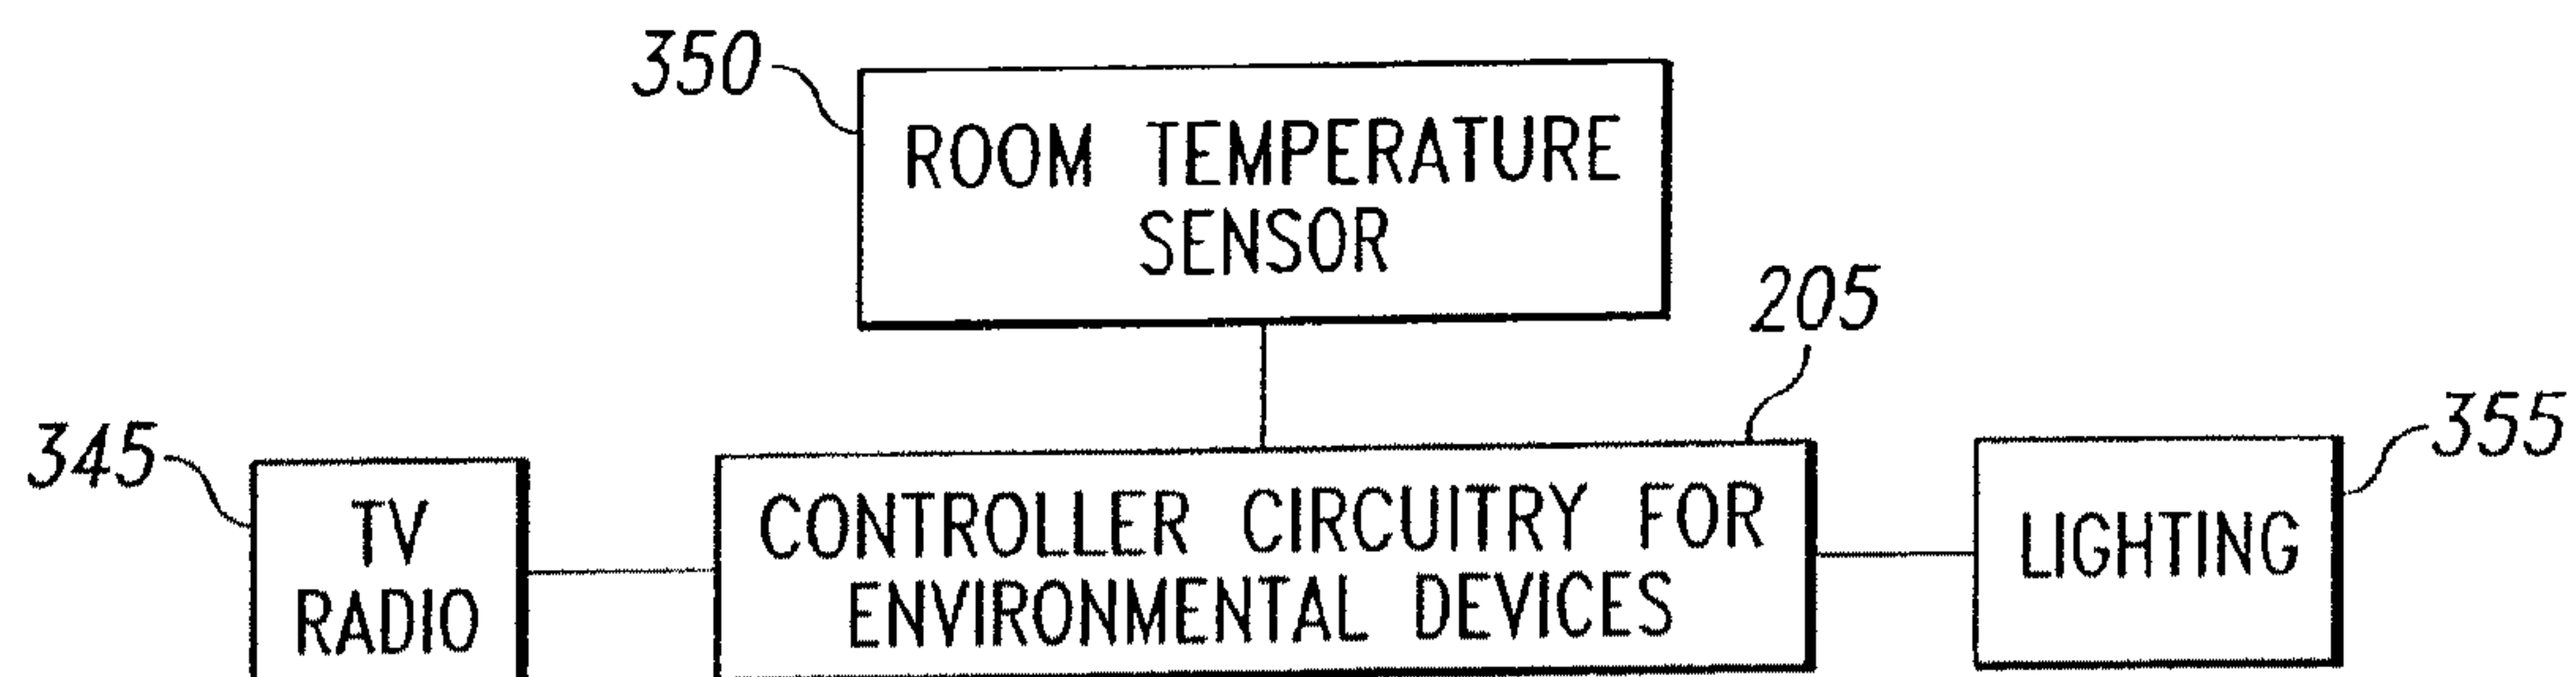 350
ROOM TEMPERATURE
SENSOR
205
345
TV
RADIO
CONTROLLER CIRCUITRY FOR
ENVIRONMENTAL DEVICES
LIGHTING
355